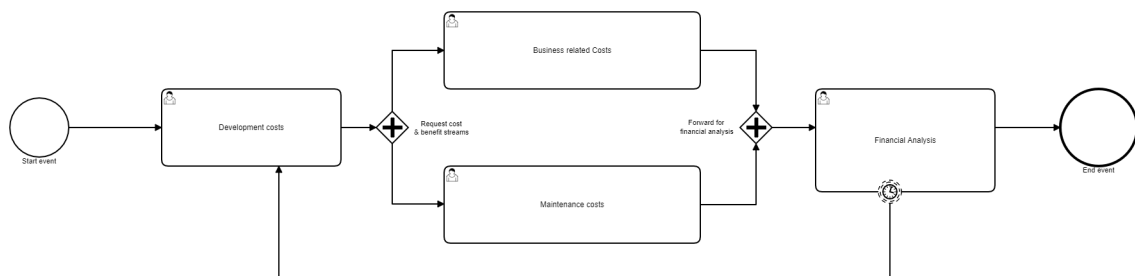 Business related Costs
Start event
Development costs
Request cost
& benefit streams
Forward for
financial analysis
Financial Analysis
End event
Maintenance costs